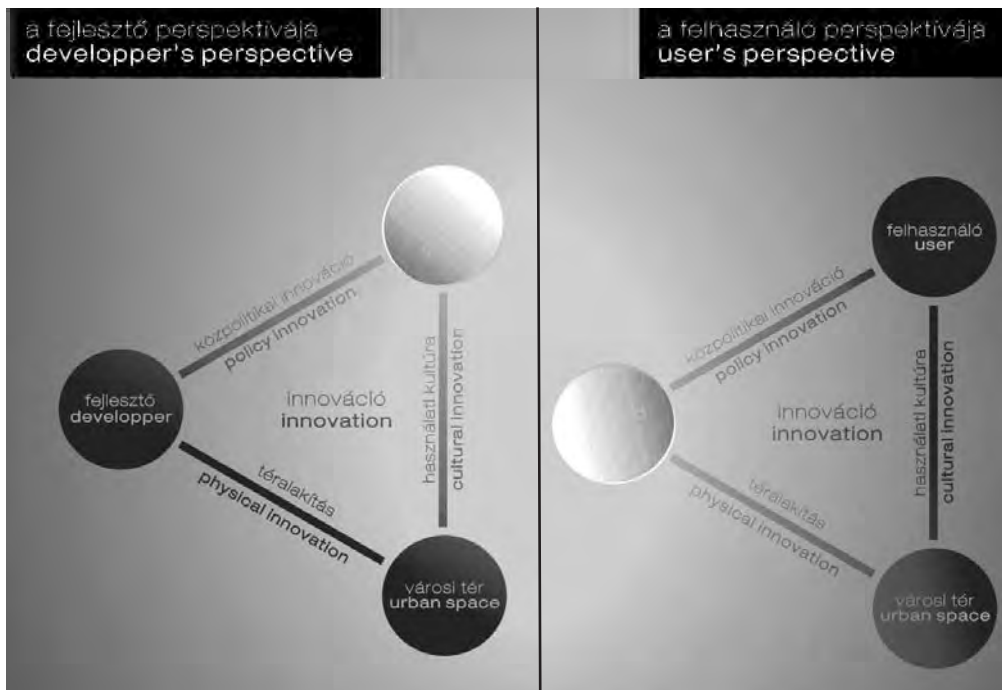 a fejlesztő perspektívája
developper's perspective
közpolitikai innováció
policy innovation
fejlesztő
developper
innováció
innovation
használati kultúra
cultural innovation
téralakítás
physical innovation
városi tér
urban space
a felhasználó perspektívája
user's perspective
felhasználó
user
közpolitikai innováció
policy innovation
innováció
innovation
használati kultúra
cultural innovation
téralakítás
physical innovation
városi tér
urban space